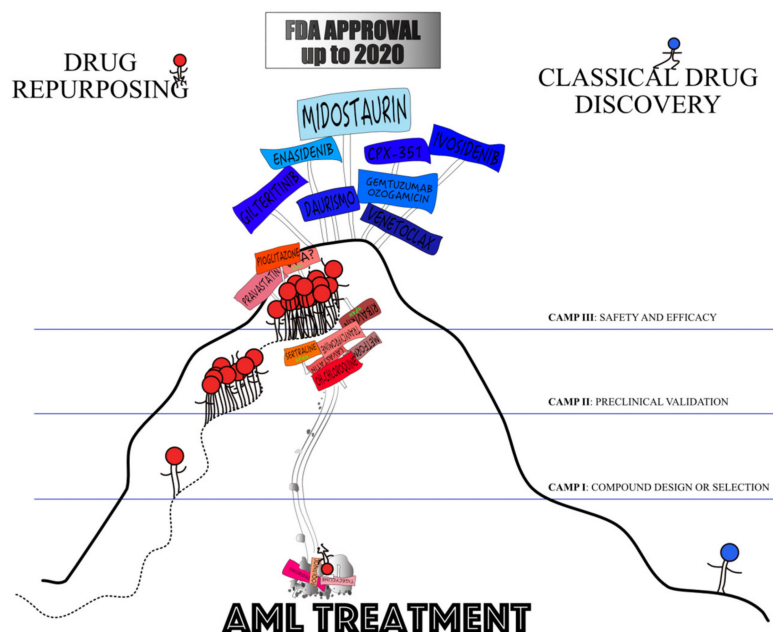 FDA APPROVAL
up to 2020
DRUG
REPURPOSING
CLASSICAL DRUG
DISCOVERY
MIDOSTAURIN
ENASIDENIB
CPX-351
IVOSIDENIB
GILTERITINIB
DAURISMO
GEMTUZUMAB
OZOGAMICIN
VENETOCLAX
PIOGLITAZONE
PRAVASTATIN
RIBAVIRIN
CAMP III: SAFETY AND EFFICACY
SERTRALINE
CAMP II: PRECLINICAL VALIDATION
CAMP I: COMPOUND DESIGN OR SELECTION
TIGECYCLINE
AML TREATMENT